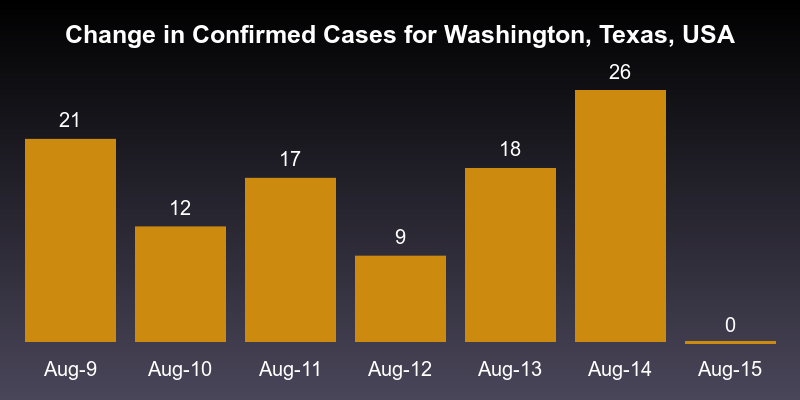 Change in Confirmed Cases for Washington, Texas, USA
21
12
17
9
18
26
0
Aug-9
Aug-10
Aug-11
Aug-12
Aug-13
Aug-14
Aug-15